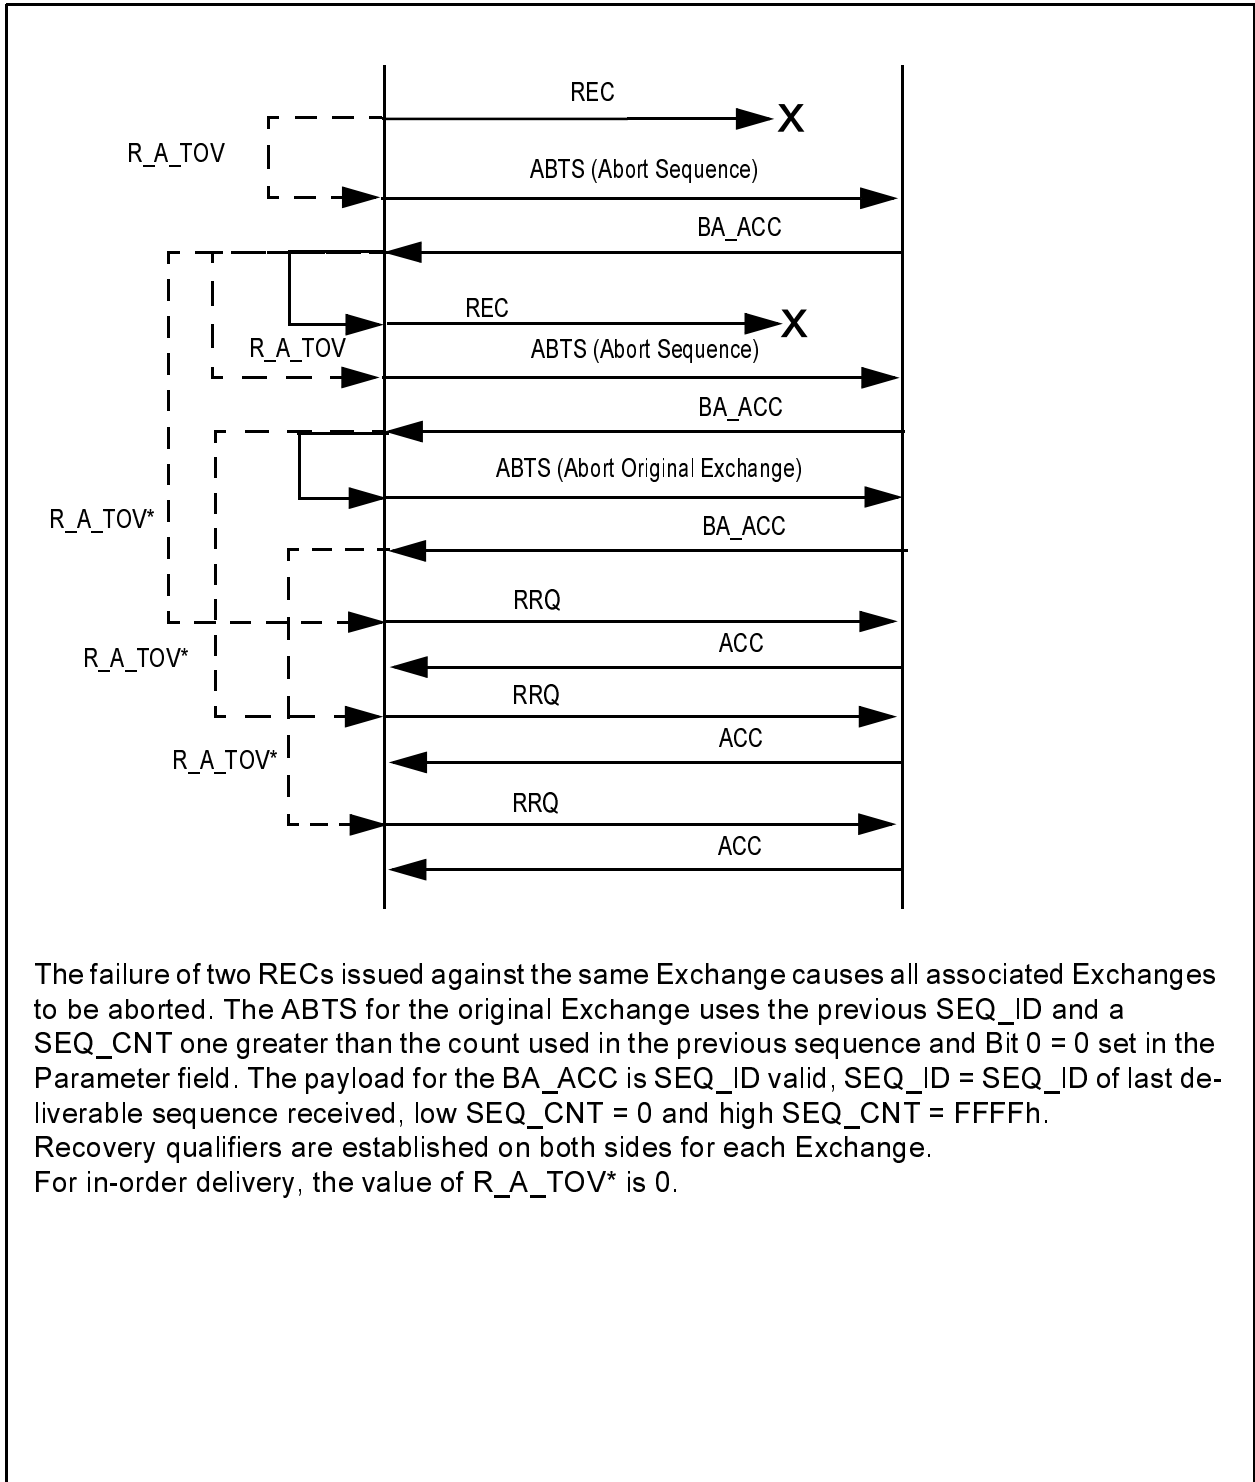 REC
X
R_A_TOV
ABTS (Abort Sequence)
BA_ACC
REC
X
R_A_TOV
ABTS (Abort Sequence)
BA_ACC
ABTS (Abort Original Exchange)
R_A_TOV*
BA_ACC
RRQ
ACC
R_A_TOV*
RRQ
ACC
R_A_TOV*
RRQ
ACC
The failure of two RECs issued against the same Exchange causes all associated Exchanges
to be aborted. The ABTS for the original Exchange uses the previous SEQ_ID and a
SEQ_CNT one greater than the count used in the previous sequence and Bit 0 = 0 set in the
Parameter field. The payload for the BA_ACC is SEQ_ID valid, SEQ_ID = SEQ_ID of last de-
liverable sequence received, low SEQ_CNT = 0 and high SEQ_CNT = FFFFh.
Recovery qualifiers are established on both sides for each Exchange.
For in-order delivery, the value of R_A_TOV* is 0.